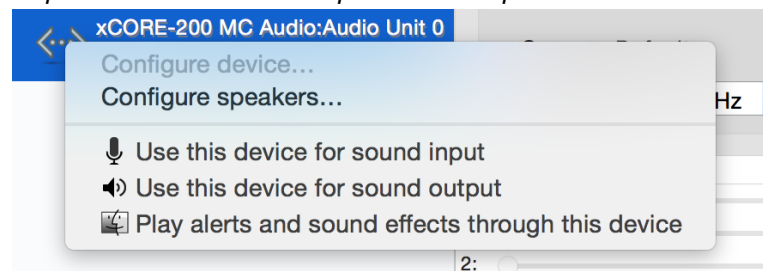 xCORE-200 MC Audio:Audio Unit 0
Configure device...
Configure speakers...
Hz
Use this device for sound input
Use this device for sound output
Play alerts and sound effects through this device
2: